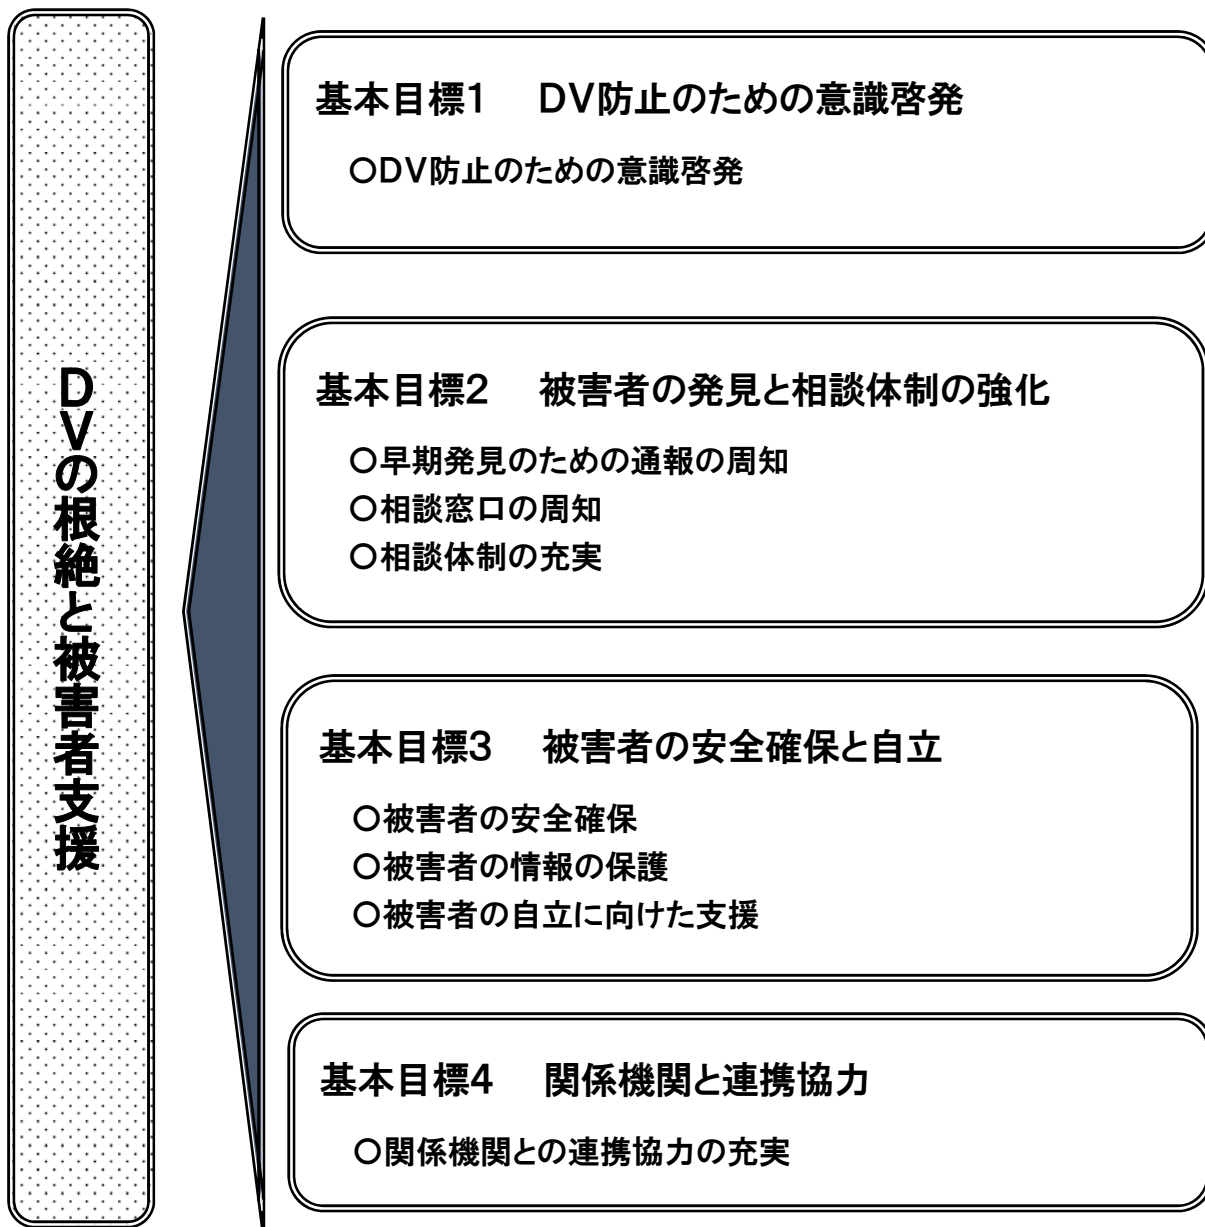 DVの根絶と被害者支援
基本目標1　DV防止のための意識啓発
○DV防止のための意識啓発
基本目標2　被害者の発見と相談体制の強化
○早期発見のための通報の周知
○相談窓口の周知
○相談体制の充実
基本目標3　被害者の安全確保と自立
○被害者の安全確保
○被害者の情報の保護
○被害者の自立に向けた支援
基本目標4　関係機関と連携協力
○関係機関との連携協力の充実